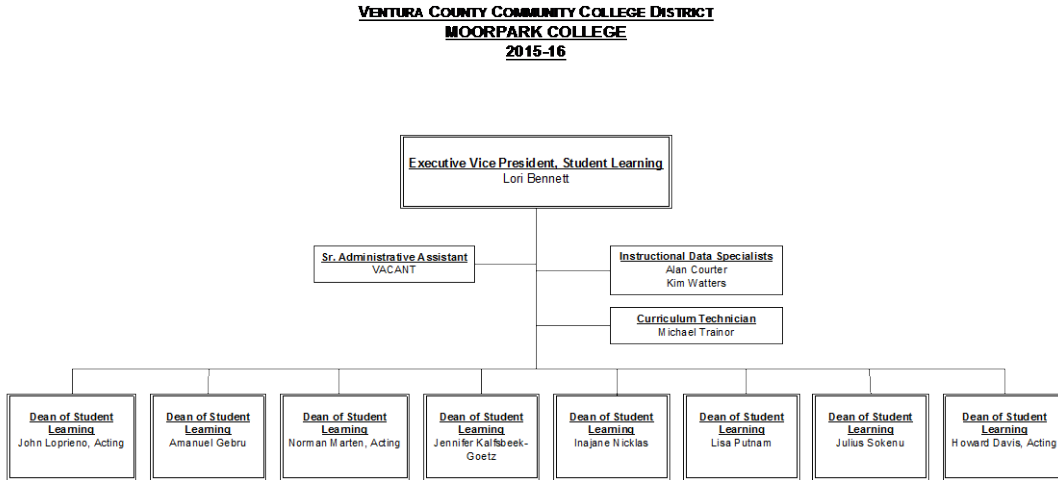 VENTURA COUNTY COMMUNITY COLLEGE DISTRICT
MOORPARK COLLEGE
2015-16
Executive Vice President, Student Learning
Lori Bennett
Sr. Administrative Assistant
VACANT
Instructional Data Specialists
Alan Courter
Kim Watters
Curriculum Technician
Michael Trainor
Dean of Student
Learning
John Loprieno, Acting
Dean of Student
Learning
Amanuel Gebru
Dean of Student
Learning
Norman Marten, Acting
Dean of Student
Learning
Jennifer Kalfsbeek-
Goetz
Dean of Student
Learning
Inajane Nicklas
Dean of Student
Learning
Lisa Putnam
Dean of Student
Learning
Julius Sokenu
Dean of Student
Learning
Howard Davis, Acting